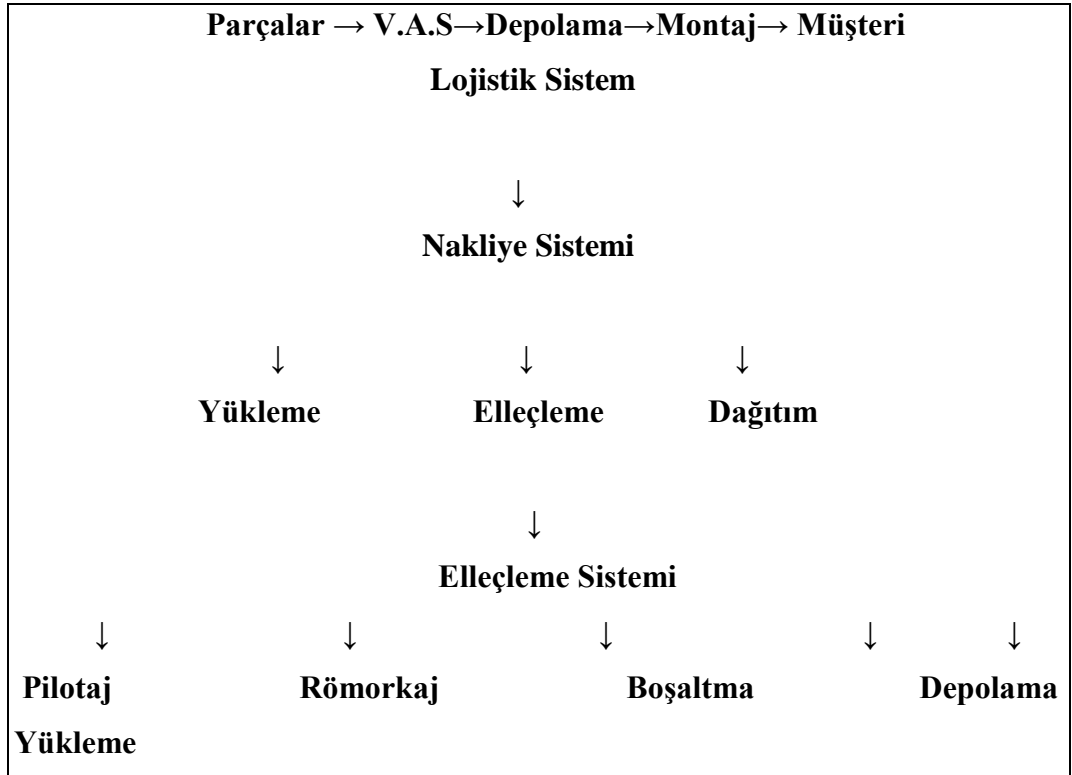 Parçalar → V.A.S→Depolama→Montaj→ Müşteri
Lojistik Sistem
↓
Nakliye Sistemi
↓ ↓ ↓
Yükleme Elleçleme Dağıtım
↓
Elleçleme Sistemi
↓ ↓ ↓ ↓ ↓
Pilotaj Römorkaj Boşaltma Depolama
Yükleme